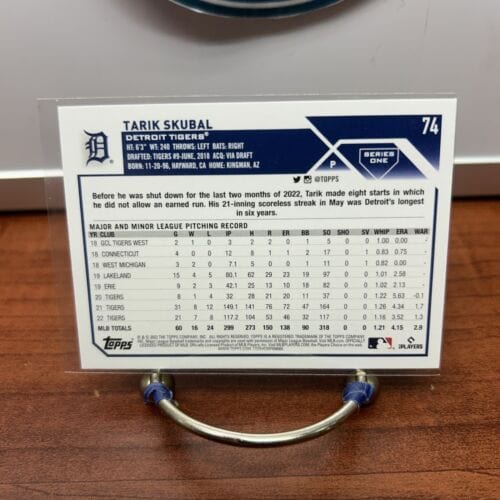 TARIK SKUBAL
74
DETROIT TIGERS®
HT: 6'3" WT: 240 THROWS: LEFT BATS: RIGHT
DRAFTED: TIGERS #9-JUNE, 2018 ACQ: VIA DRAFT
BORN: 11-20-96, HAYWARD, CA HOME: KINGMAN, AZ
P
SERIES ONE
@TOPPS
Before he was shut down for the last two months of 2022, Tarik made eight starts in which
he did not allow an earned run. His 21-inning scoreless streak in May was Detroit's longest
in six years.
MAJOR AND MINOR LEAGUE PITCHING RECORD
YR CLUB G W L IP H R ER BB SO SHO SV WHIP ERA WAR
18 GCL TIGERS WEST 2 1 0 3 2 2 0 1 5 0 0 1.00 0.00 -
18 CONNECTICUT 4 0 0 12 8 1 1 2 17 0 0 0.83 0.75 -
18 WEST MICHIGAN 3 2 0 7.1 5 0 0 1 11 0 1 0.82 0.00 -
19 LAKELAND 15 4 5 80.1 62 29 23 19 97 0 0 1.01 2.58 -
19 ERIE 9 2 3 42.1 25 13 10 18 82 0 0 1.02 2.13 -
20 TIGERS 8 1 4 32 28 21 20 11 37 0 0 1.22 5.63 -0.1
21 TIGERS 31 8 12 149.1 141 76 72 47 164 0 0 1.26 4.34 1.7
22 TIGERS 21 7 8 117.2 104 53 46 32 117 0 0 1.16 3.52 1.3
MLB TOTALS 60 16 24 299 273 150 138 90 318 0 0 1.21 4.15 2.9
Topps
MLB
PLAYERS